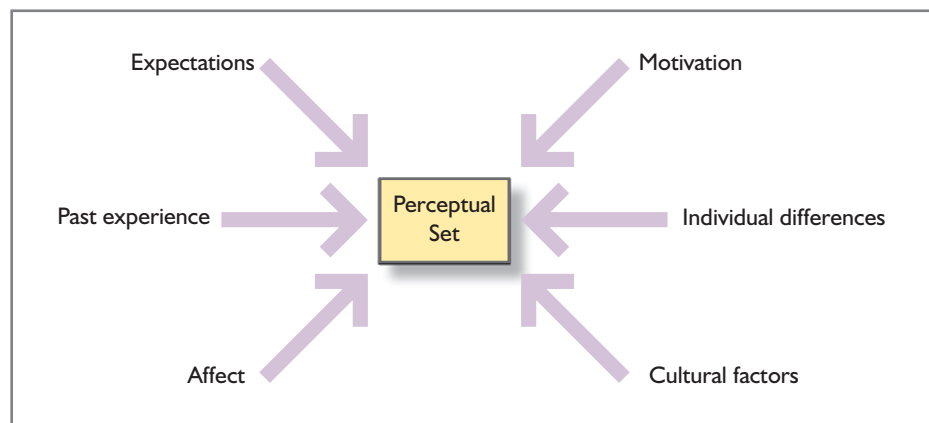 Expectations
Motivation
Past experience
Perceptual
Set
Individual differences
Affect
Cultural factors